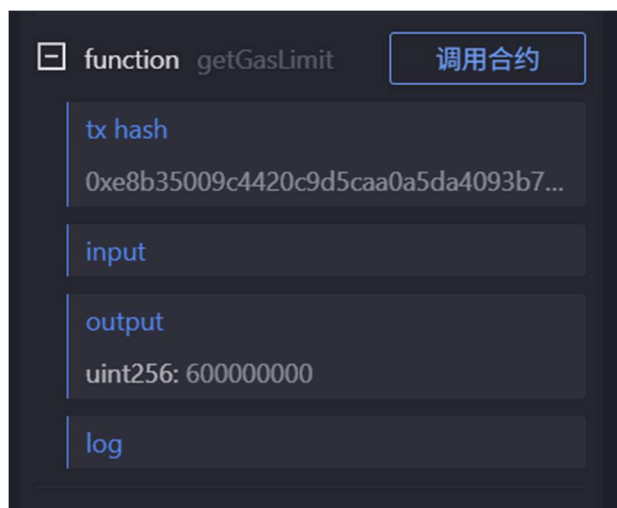 function getGasLimit 调用合约
tx hash
0xe8b35009c4420c9d5caa0a5da4093b7...
input
output
uint256: 600000000
log